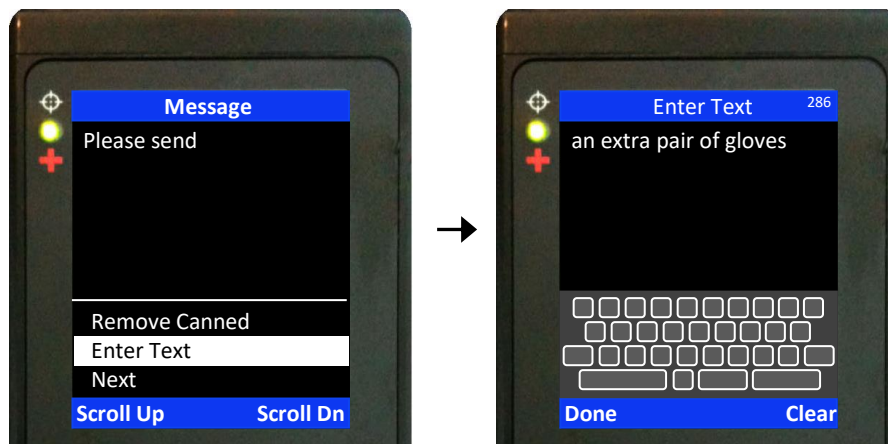 Message
Please send
Remove Canned
Enter Text
Next
Scroll Up Scroll Dn
→
Enter Text 286
an extra pair of gloves
Done Clear